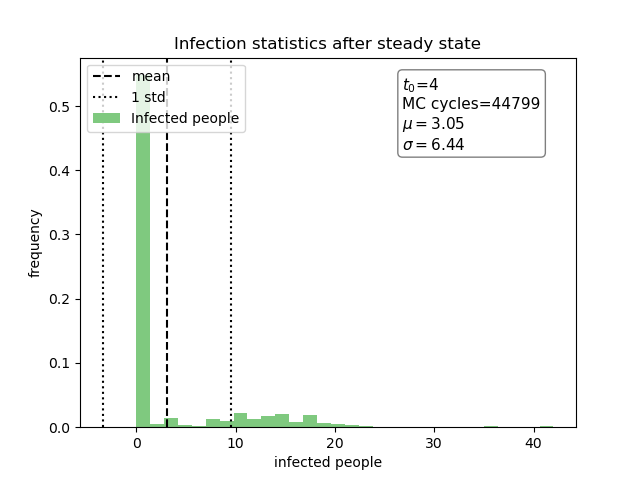 Infection statistics after steady state
mean
1 std
Infected people
t₀=4
MC cycles=44799
μ = 3.05
σ = 6.44
frequency
0.5
0.4
0.3
0.2
0.1
0.0
0
10
20
30
40
infected people